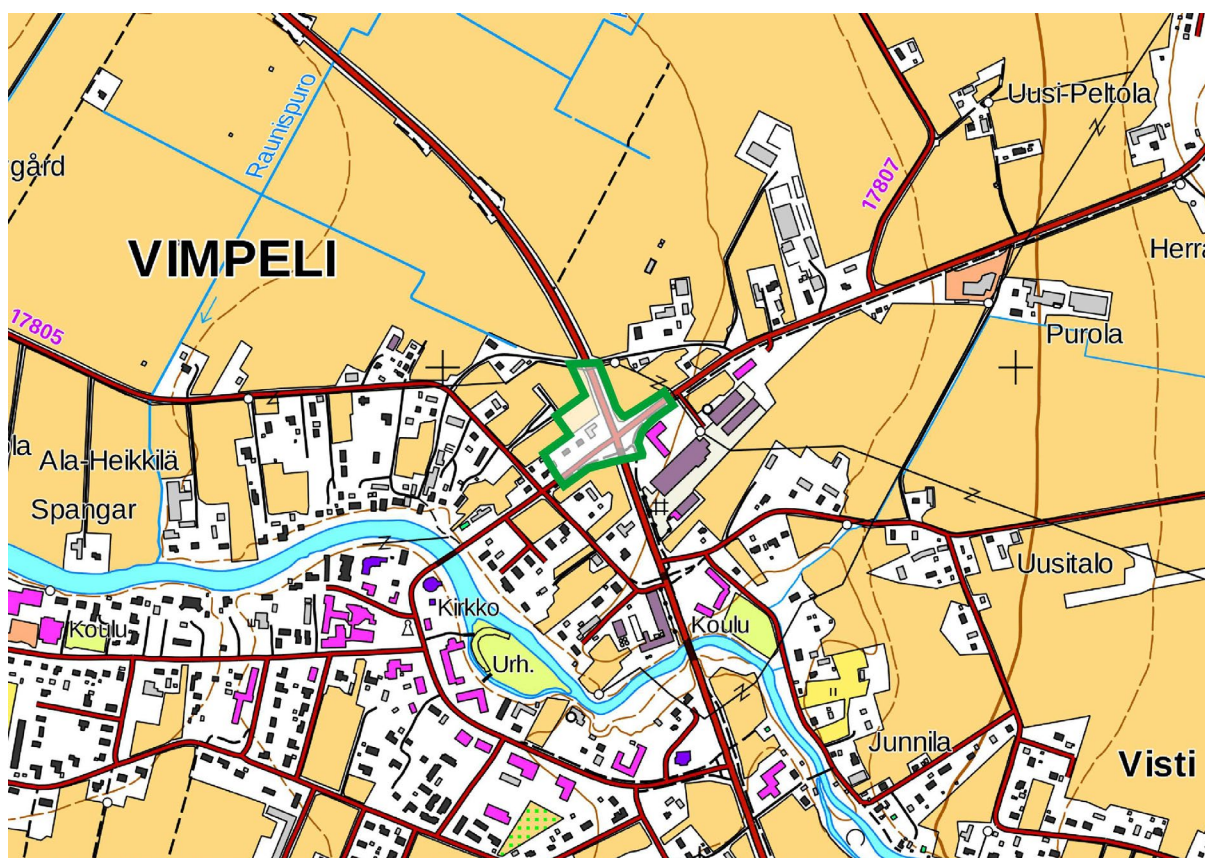 Uusi-Peltola
Raunispuro
gård
17807
VIMPELI
Herra
17805
Purola
la
Ala-Heikkilä
Spangar
Uusitalo
Kirkko
Koulu
Koulu
Urh.
Junnila
Visti